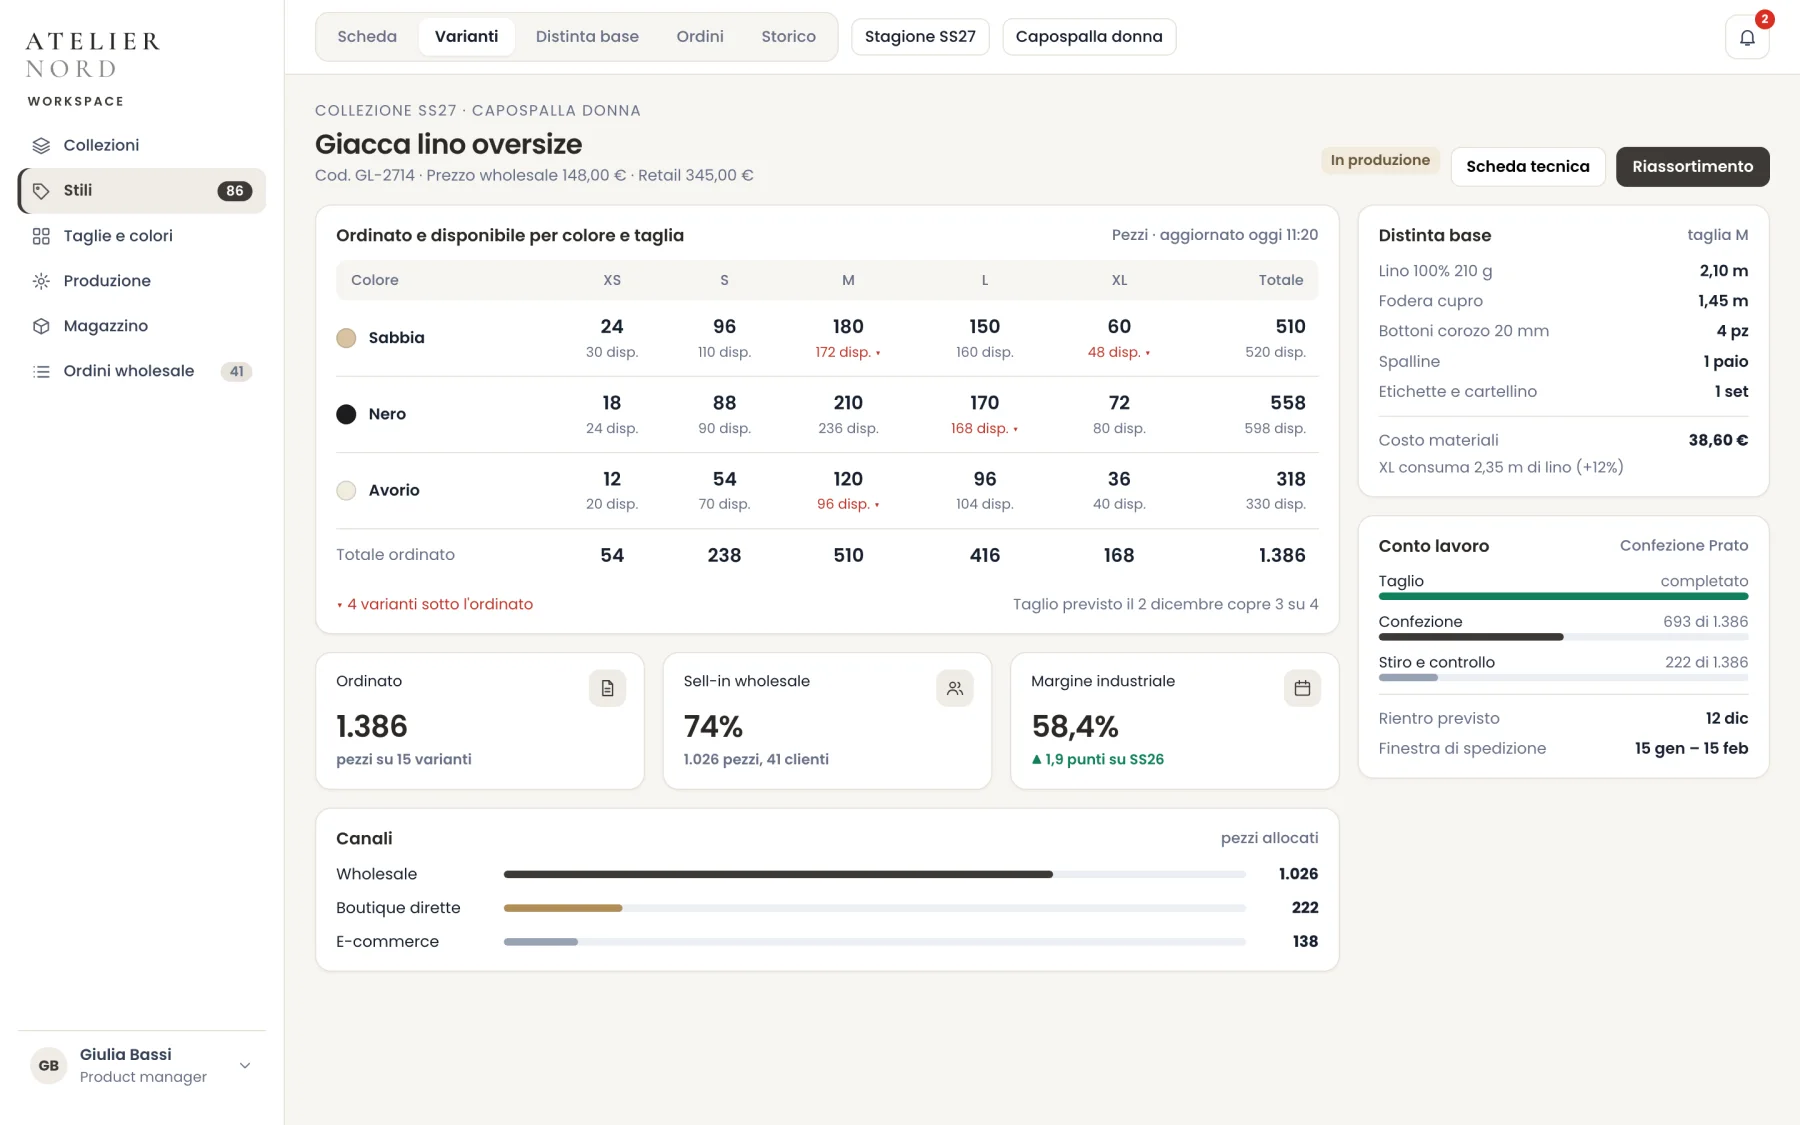 ATELIER
NORD
WORKSPACE
Collezioni
Stili 86
Taglie e colori
Produzione
Magazzino
Ordini wholesale 41
GB
Giulia Bassi
Product manager
Scheda Varianti Distinta base Ordini Storico Stagione SS27 Capospalla donna 2
COLLEZIONE SS27 · CAPOSPALLA DONNA
Giacca lino oversize
Cod. GL-2714 · Prezzo wholesale 148,00 € · Retail 345,00 €
In produzione Scheda tecnica Riassortimento
Ordinato e disponibile per colore e taglia Pezzi · aggiornato oggi 11:20
Colore XS S M L XL Totale
Sabbia 24 96 180 150 60 510
30 disp. 110 disp. 172 disp. ▾ 160 disp. 48 disp. ▾ 520 disp.
Nero 18 88 210 170 72 558
24 disp. 90 disp. 236 disp. 168 disp. ▾ 80 disp. 598 disp.
Avorio 12 54 120 96 36 318
20 disp. 70 disp. 96 disp. ▾ 104 disp. 40 disp. 330 disp.
Totale ordinato 54 238 510 416 168 1.386
▾ 4 varianti sotto l'ordinato Taglio previsto il 2 dicembre copre 3 su 4
Ordinato
1.386
pezzi su 15 varianti
Sell-in wholesale
74%
1.026 pezzi, 41 clienti
Margine industriale
58,4%
▲ 1,9 punti su SS26
Canali pezzi allocati
Wholesale 1.026
Boutique dirette 222
E-commerce 138
Distinta base taglia M
Lino 100% 210 g 2,10 m
Fodera cupro 1,45 m
Bottoni corozo 20 mm 4 pz
Spalline 1 paio
Etichette e cartellino 1 set
Costo materiali 38,60 €
XL consuma 2,35 m di lino (+12%)
Conto lavoro Confezione Prato
Taglio completato
Confezione 693 di 1.386
Stiro e controllo 222 di 1.386
Rientro previsto 12 dic
Finestra di spedizione 15 gen – 15 feb